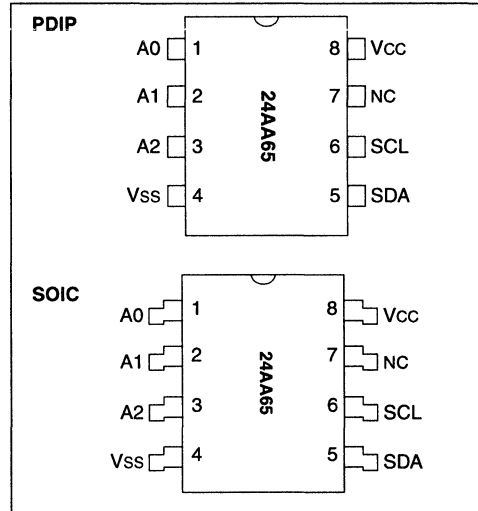 PDIP
A0 1 8 VCC
A1 2 7 NC
A2 3 6 SCL
VSS 4 5 SDA
24AA65
SOIC
A0 1 8 VCC
A1 2 7 NC
A2 3 6 SCL
VSS 4 5 SDA
24AA65